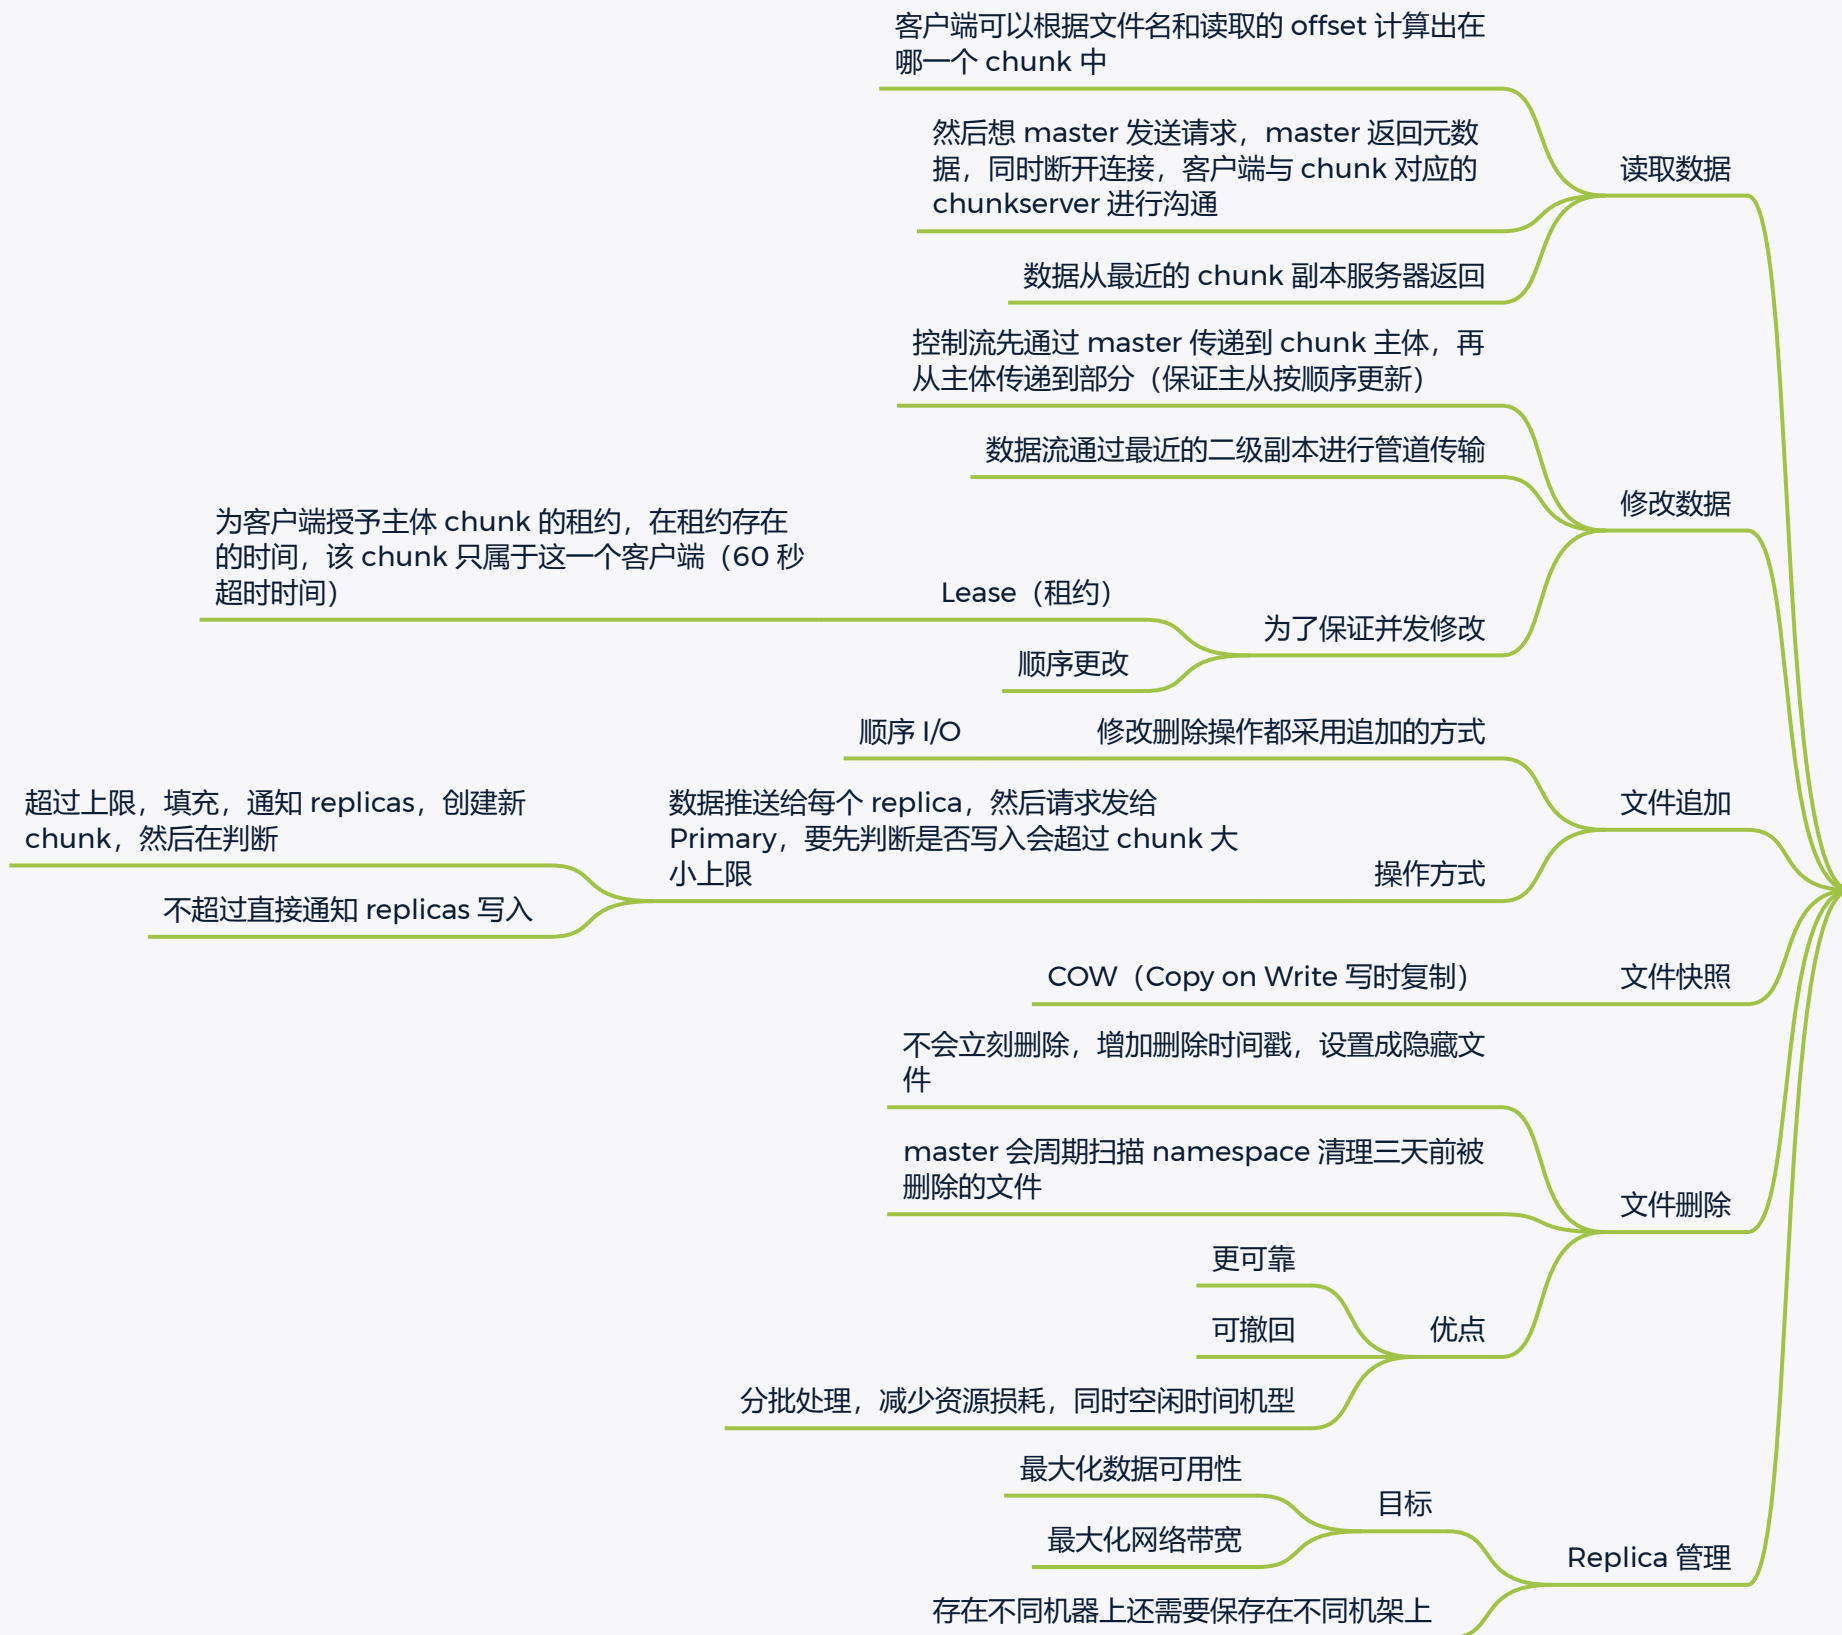 客户端可以根据文件名和读取的 offset 计算出在
哪一个 chunk 中
然后想 master 发送请求，master 返回元数
据，同时断开连接，客户端与 chunk 对应的
chunkserver 进行沟通
读取数据
数据从最近的 chunk 副本服务器返回
控制流先通过 master 传递到 chunk 主体，再
从主体传递到部分（保证主从按顺序更新）
数据流通过最近的二级副本进行管道传输
修改数据
为客户端授予主体 chunk 的租约，在租约存在
的时间，该 chunk 只属于这一个客户端（60 秒
超时时间）
Lease（租约）
为了保证并发修改
顺序更改
顺序 I/O
修改删除操作都采用追加的方式
文件追加
超过上限，填充，通知 replicas，创建新
chunk，然后在判断
数据推送给每个 replica，然后请求发给
Primary，要先判断是否写入会超过 chunk 大
小上限
操作方式
不超过直接通知 replicas 写入
COW（Copy on Write 写时复制）
文件快照
不会立刻删除，增加删除时间戳，设置成隐藏文
件
master 会周期扫描 namespace 清理三天前被
删除的文件
文件删除
更可靠
可撤回
优点
分批处理，减少资源损耗，同时空闲时间机型
最大化数据可用性
目标
最大化网络带宽
Replica 管理
存在不同机器上还需要保存在不同机架上